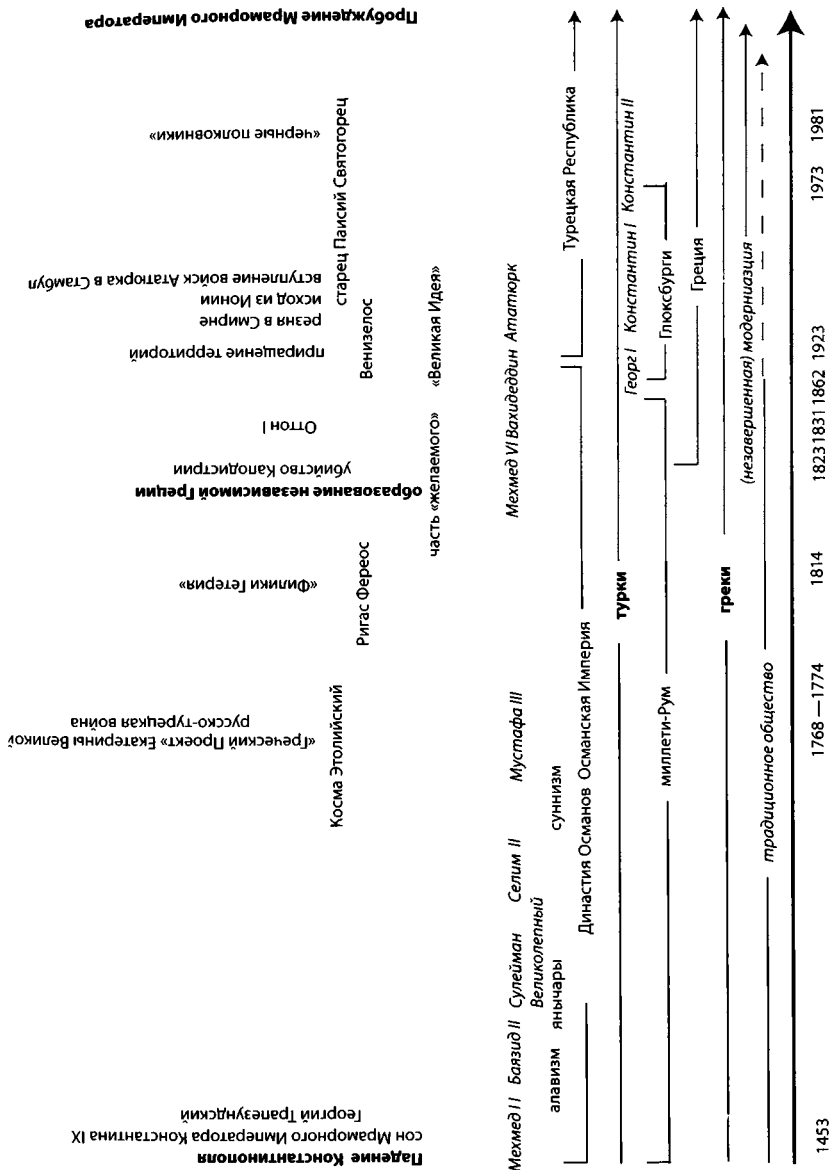 Падение Константинополя
сон Мраморного Императора Константина IX
Георгий Трапезундский
«Греческий Проект» Екатерины Великой
русско-турецкая война
«Филики Гетерия»
образование независимой Греции
убийство Каподистрии
Оттон I
приращение территорий
резня в Смирне
исход из Ионии
вступление войск Ататюрка в Стамбул
«черные полковники»
Пробуждение Мраморного Императора
Косма Этолийский
старец Паисий Святогорец
Ригас Фереос
Венизелос
часть «желаемого»
«Великая Идея»
Мехмед II
Баязид II
Сулейман
Великолепный
Селим II
Мустафа III
Мехмед VI Вахидеддин
Ататюрк
алавизм
янычары
суннизм
Династия Османов
Османская Империя
Турецкая Республика
турки
Георг I
Константин I
Константин II
миллети-Рум
Глюксбурги
Греция
греки
(незавершенная) модерниазция
традиционное общество
1453
1768 — 1774
1814
1823
1831
1862
1923
1973
1981